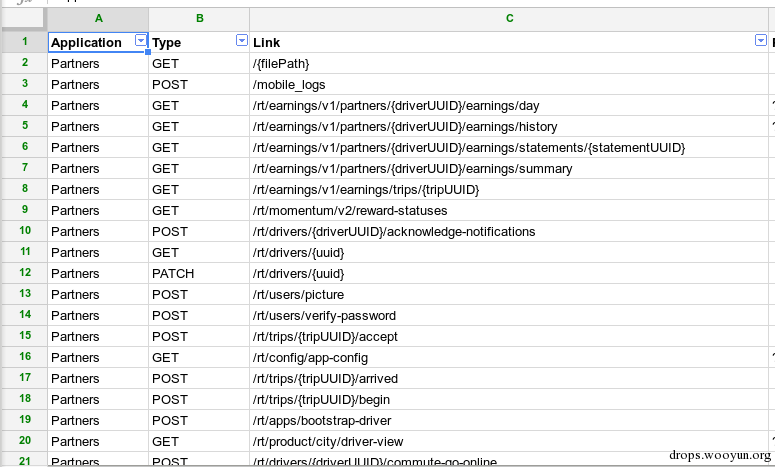 A B C
1 Application Type Link
2 Partners GET /{filePath}
3 Partners POST /mobile_logs
4 Partners GET /rt/earnings/v1/partners/{driverUUID}/earnings/day
5 Partners GET /rt/earnings/v1/partners/{driverUUID}/earnings/history
6 Partners GET /rt/earnings/v1/partners/{driverUUID}/earnings/statements/{statementUUID}
7 Partners GET /rt/earnings/v1/partners/{driverUUID}/earnings/summary
8 Partners GET /rt/earnings/v1/earnings/trips/{tripUUID}
9 Partners GET /rt/momentum/v2/reward-statuses
10 Partners POST /rt/drivers/{driverUUID}/acknowledge-notifications
11 Partners GET /rt/drivers/{uuid}
12 Partners PATCH /rt/drivers/{uuid}
13 Partners POST /rt/users/picture
14 Partners POST /rt/users/verify-password
15 Partners POST /rt/trips/{tripUUID}/accept
16 Partners GET /rt/config/app-config
17 Partners POST /rt/trips/{tripUUID}/arrived
18 Partners POST /rt/trips/{tripUUID}/begin
19 Partners POST /rt/apps/bootstrap-driver
20 Partners GET /rt/product/city/driver-view
21 Partners POST /rt/drivers/{driverUUID}/commute-go-online
drops.wooyun.org